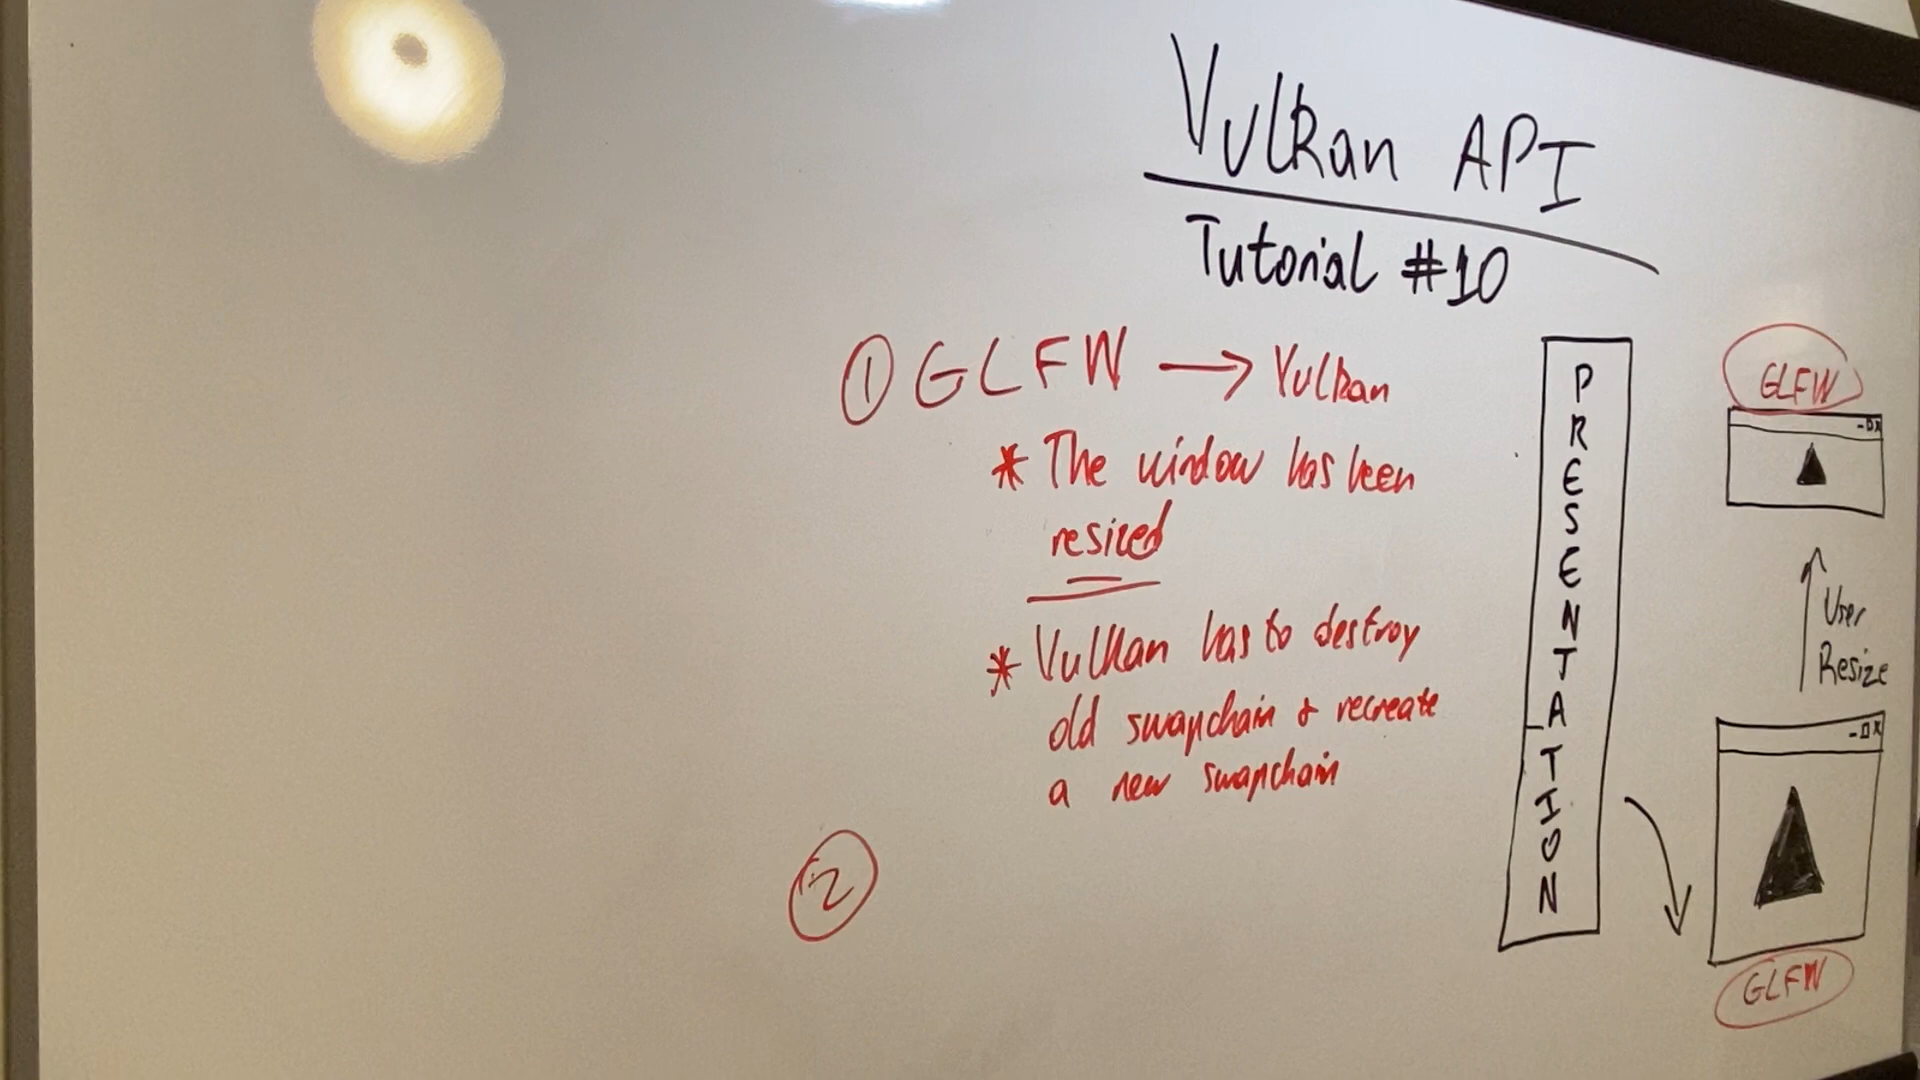 Vulkan API
Tutorial #10
① GLFW → Vulkan
* The window has been
resized
* Vulkan has to destroy
old swapchain & recreate
a new swapchain
②
PRESENTATION
GLFW
- □ x
User
Resize
- □ x
GLFW